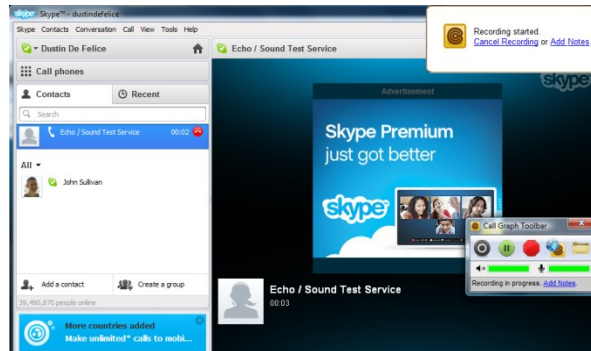 Skype™ - dustindefelice
Skype Contacts Conversation Call View Tools Help
Dustin De Felice
Call phones
Contacts
Recent
Search
Echo / Sound Test Service 00:02
All
John Sullivan
Add a contact
Create a group
39,490,870 people online
More countries added
Make unlimited* calls to mobi...
Echo / Sound Test Service
skype
Advertisement
Skype Premium
just got better
skype
Echo / Sound Test Service
00:03
Recording started.
Cancel Recording or Add Notes.
Call Graph Toolbar
Recording in progress. Add Notes.